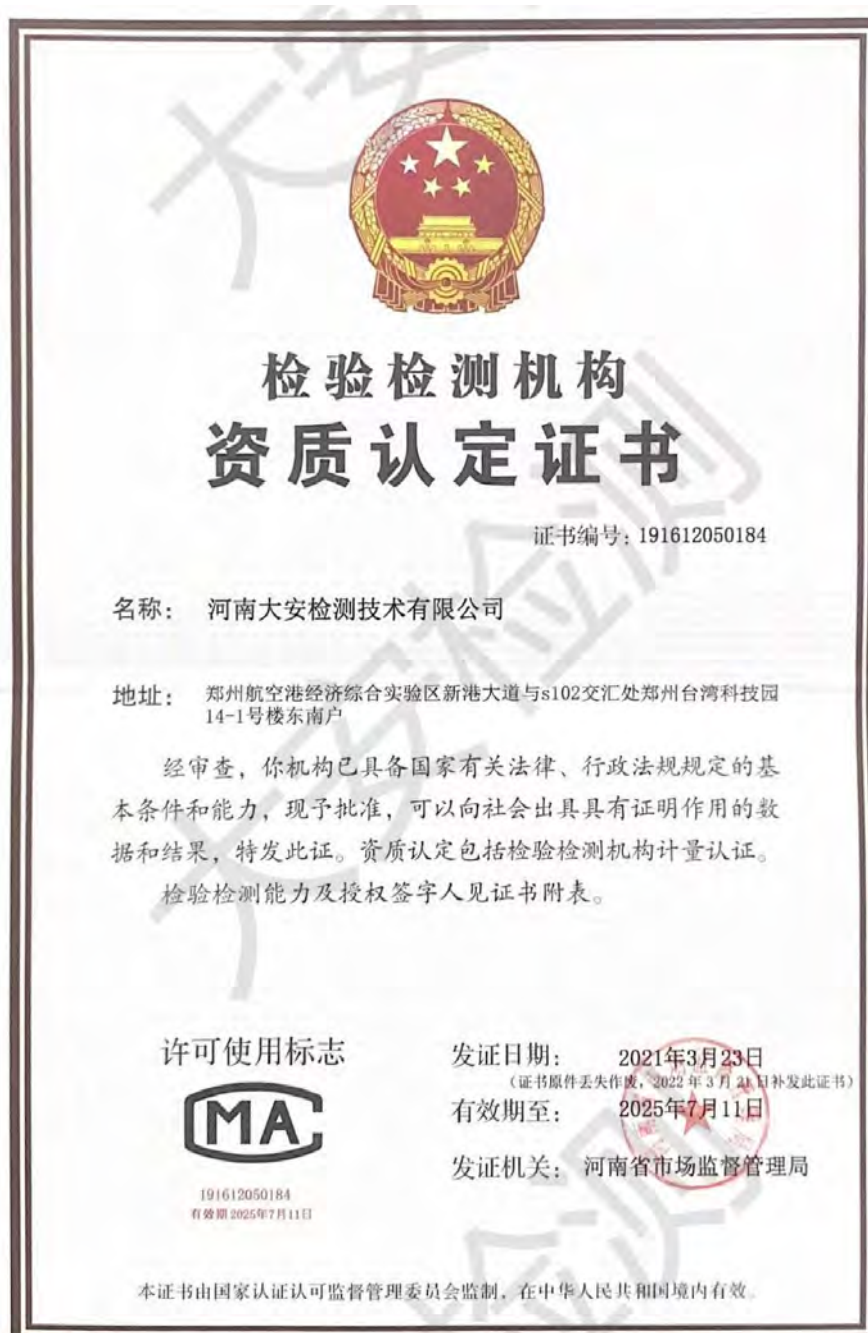 检验检测机构
资质认定证书
证书编号：191612050184
名称： 河南大安检测技术有限公司
地址： 郑州航空港经济综合实验区新港大道与s102交汇处郑州台湾科技园
14-1号楼东南户
经审查，你机构已具备国家有关法律、行政法规规定的基
本条件和能力，现予批准，可以向社会出具具有证明作用的数
据和结果，特发此证。资质认定包括检验检测机构计量认证。
检验检测能力及授权签字人见证书附表。
许可使用标志
MA
191612050184
有效期 2025年7月11日
发证日期： 2021年3月23日
（证书原件丢失作废，2022年3月21日补发此证书）
有效期至： 2025年7月11日
发证机关： 河南省市场监督管理局
本证书由国家认证认可监督管理委员会监制，在中华人民共和国境内有效。
大安检测